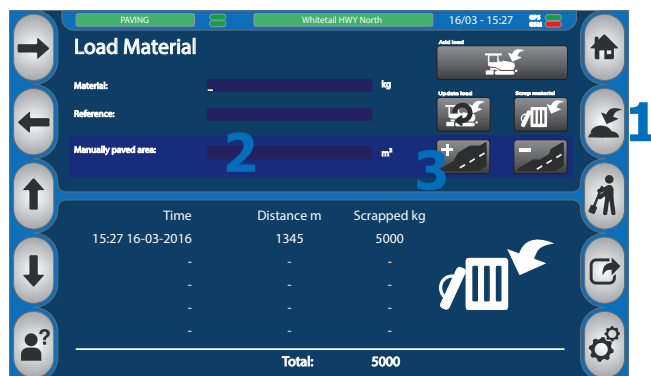 PAVING Whitetail HWY North 16/03 - 15:27 GPS GSM
Load Material
Add load
Material: _ kg
Update load Scrap material
Reference:
Manually paved area: m²
1
2
3
Time Distance m Scrapped kg
15:27 16-03-2016 1345 5000
- - -
- - -
- - -
- - -
Total: 5000
?